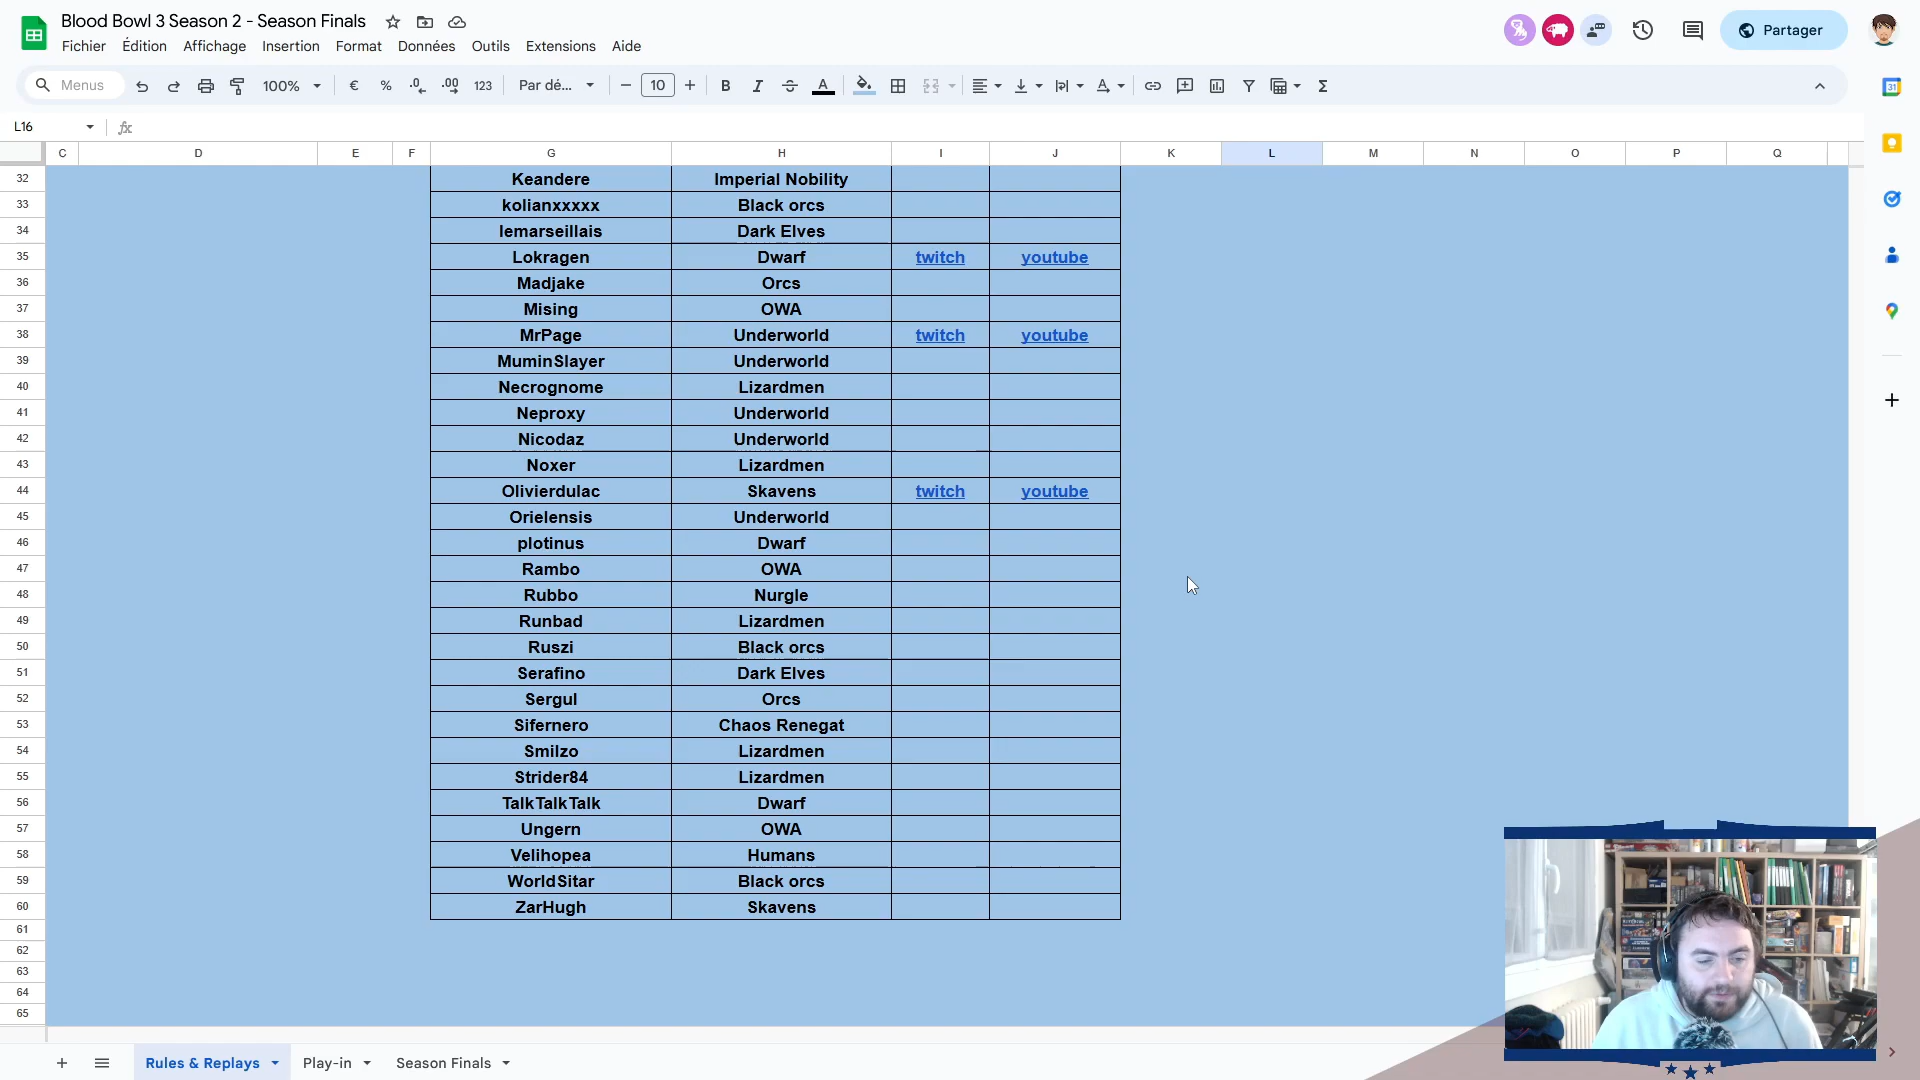 Blood Bowl 3 Season 2 - Season Finals
Fichier Édition Affichage Insertion Format Données Outils Extensions Aide
Partager
Menus 100% € % .0 .00 123 Par dé... − 10 + B I A Σ
L16 fx
C D E F G H I J K L M N O P Q
32 Keandere Imperial Nobility
33 kolianxxxxx Black orcs
34 lemarseillais Dark Elves
35 Lokragen Dwarf twitch youtube
36 Madjake Orcs
37 Mising OWA
38 MrPage Underworld twitch youtube
39 MuminSlayer Underworld
40 Necrognome Lizardmen
41 Neproxy Underworld
42 Nicodaz Underworld
43 Noxer Lizardmen
44 Olivierdulac Skavens twitch youtube
45 Orielensis Underworld
46 plotinus Dwarf
47 Rambo OWA
48 Rubbo Nurgle
49 Runbad Lizardmen
50 Ruszi Black orcs
51 Serafino Dark Elves
52 Sergul Orcs
53 Sifernero Chaos Renegat
54 Smilzo Lizardmen
55 Strider84 Lizardmen
56 TalkTalkTalk Dwarf
57 Ungern OWA
58 Velihopea Humans
59 WorldSitar Black orcs
60 ZarHugh Skavens
61
62
63
64
65
Rules & Replays Play-in Season Finals
31